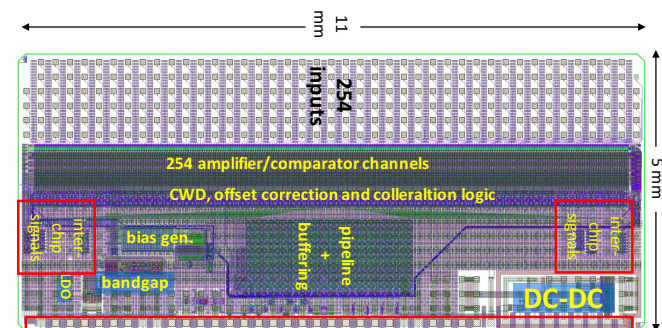 11
mm
254
inputs
5 mm
254 amplifier/comparator channels
CWD, offset correction and colleraltion logic
inter-
chip
signals
bias gen.
pipeline
+
buffering
inter-
chip
signals
LDO
bandgap
DC-DC